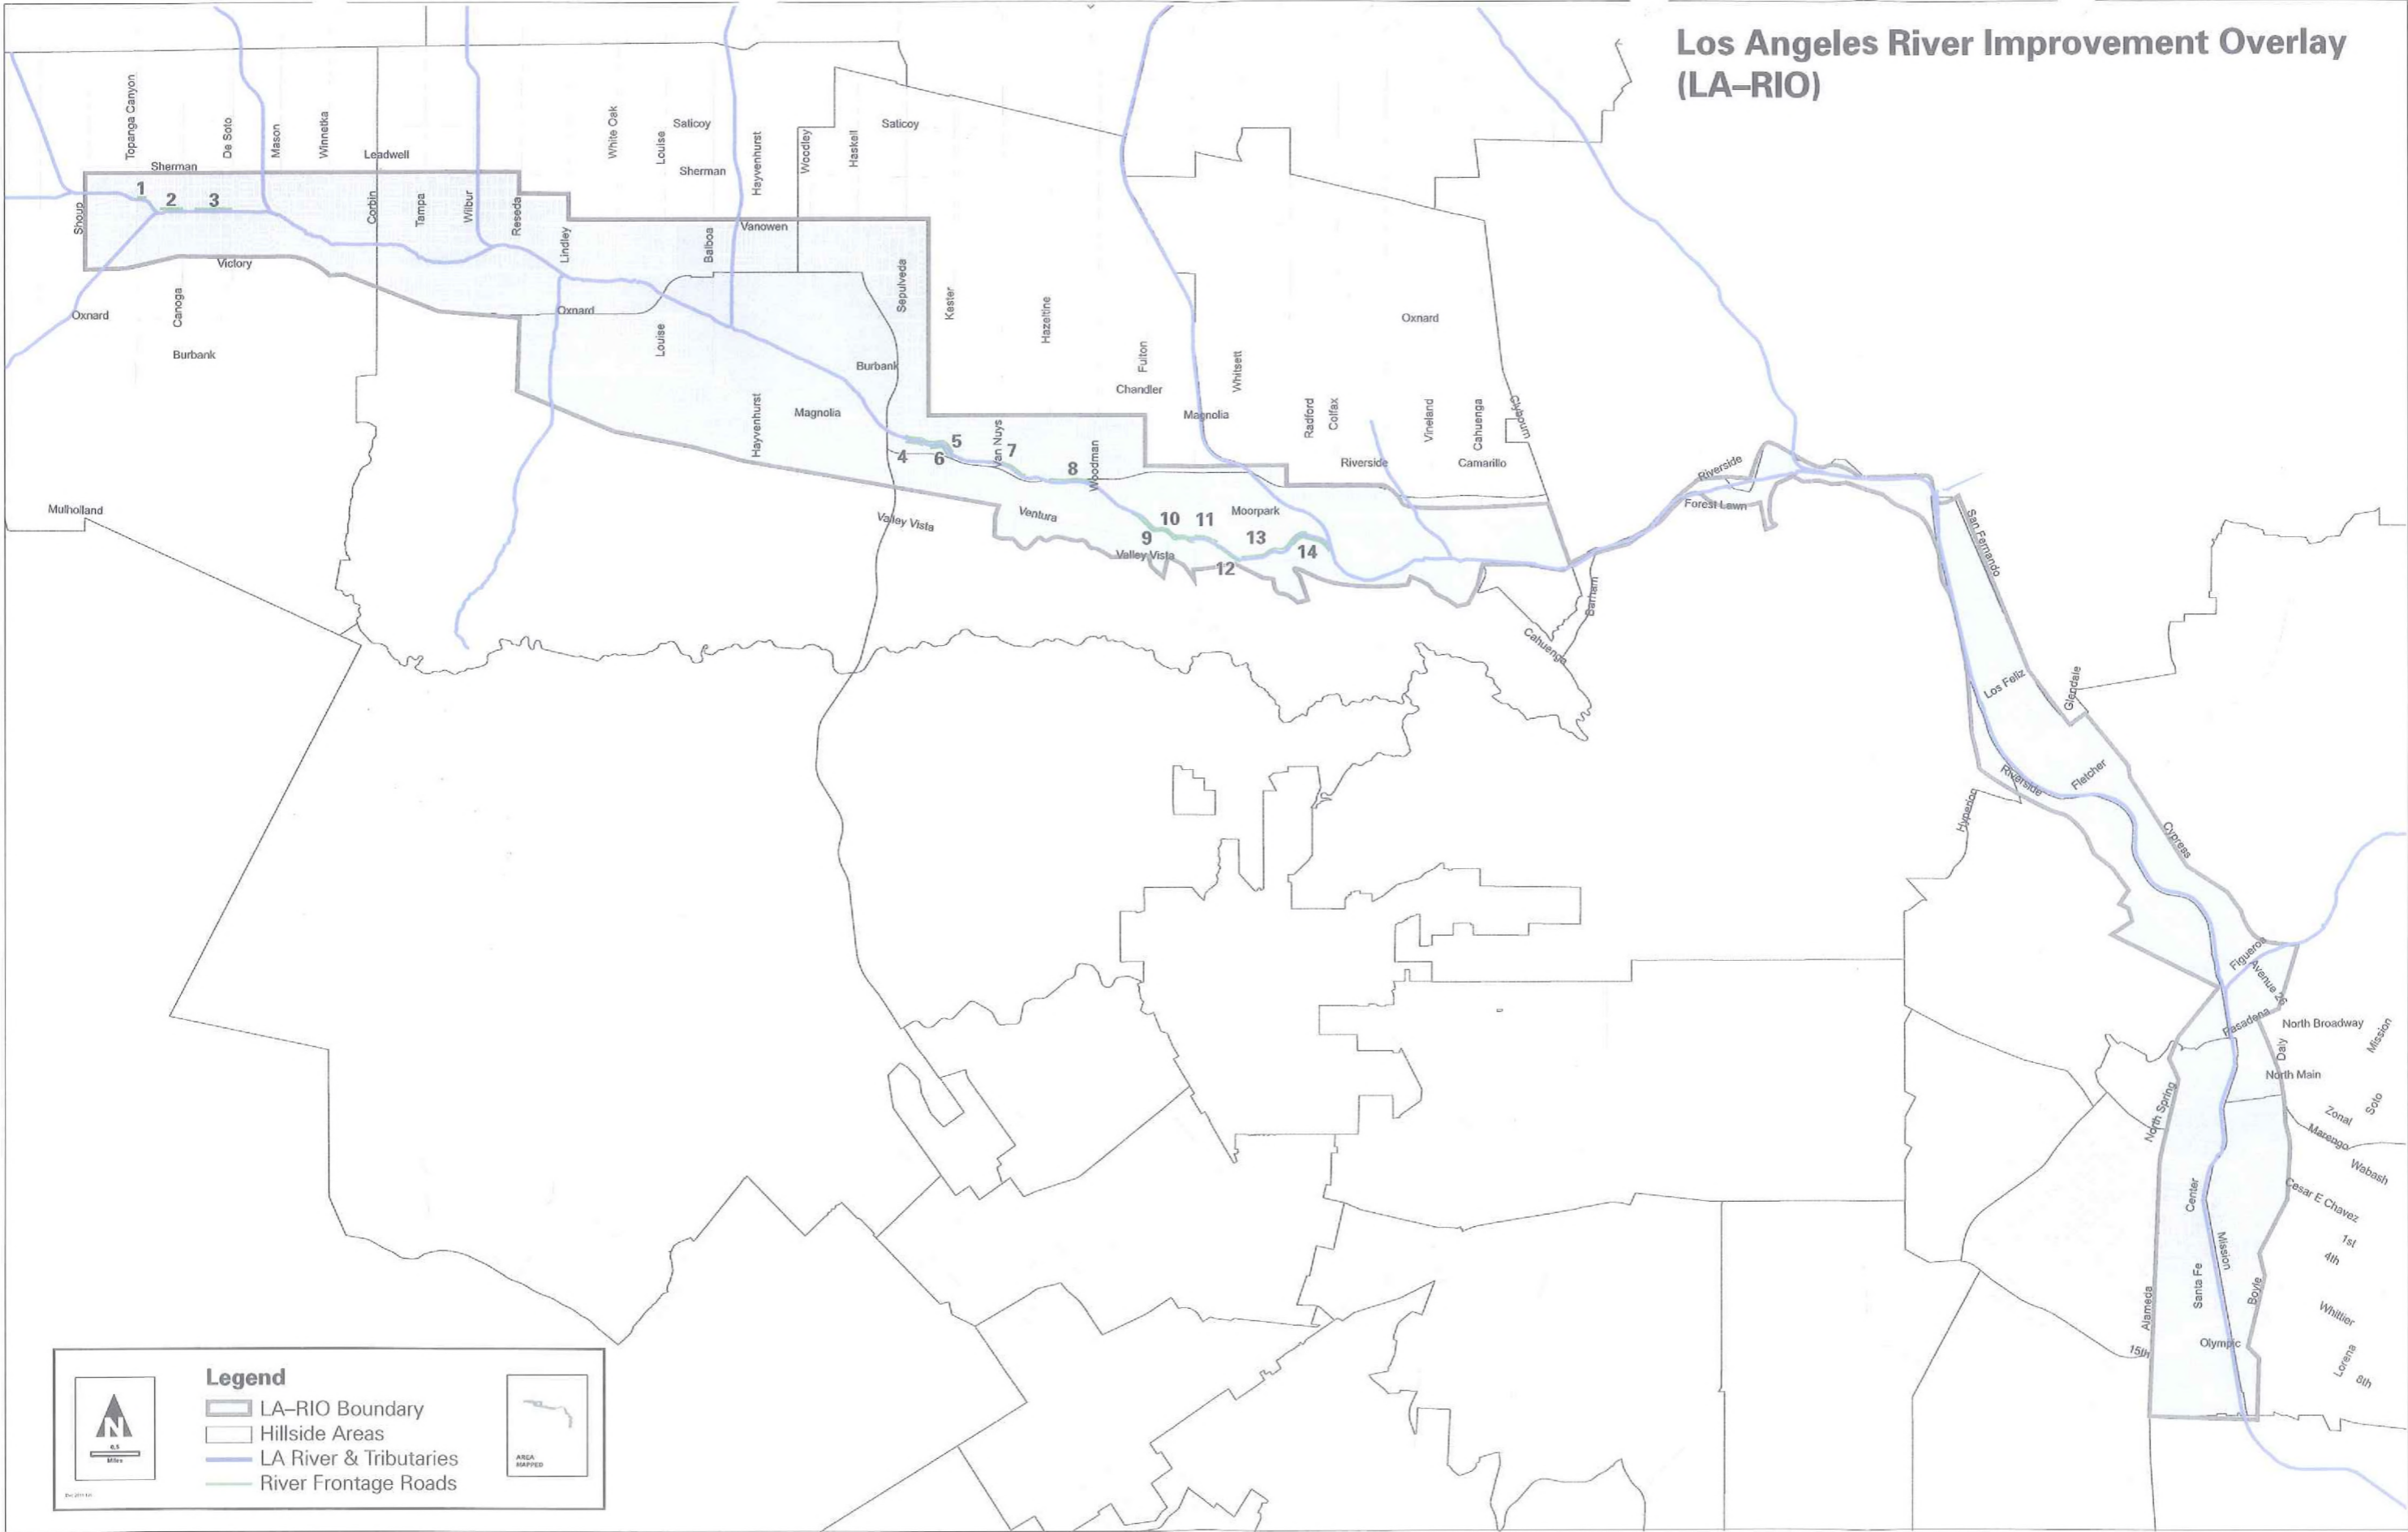 Los Angeles River Improvement Overlay
(LA–RIO)
Topanga Canyon
De Soto
Mason
Winnetka
White Oak
Louise
Saticoy
Hayvenhurst
Woodley
Haskell
Saticoy
Sherman
Leadwell
Sherman
1
2
3
Shoup
Corbin
Tampa
Wilbur
Reseda
Lindley
Balboa
Vanowen
Victory
Sepulveda
Oxnard
Canoga
Burbank
Oxnard
Louise
Kester
Hazeltine
Fulton
Chandler
Whitsett
Oxnard
Burbank
Hayvenhurst
Magnolia
Magnolia
Radford
Colfax
Vineland
Cahuenga
Clybourn
4
5
6
Van Nuys
7
8
Woodman
Riverside
Camarillo
Riverside
Forest Lawn
Mulholland
Valley Vista
Ventura
9
10
11
Moorpark
12
13
14
Valley Vista
Barham
Cahuenga
San Fernando
Los Feliz
Glendale
Riverside
Fletcher
Hyperion
Cypress
Figueroa
Avenue 26
Pasadena
North Broadway
Mission
Daly
North Main
North Spring
Zonal
Soto
Marengo
Wabash
Cesar E Chavez
Center
Mission
1st
4th
Santa Fe
Boyle
Alameda
Whittier
Olympic
15th
Lorena
8th
Legend
LA–RIO Boundary
Hillside Areas
LA River & Tributaries
River Frontage Roads
N
0.5
Miles
AREA
MAPPED